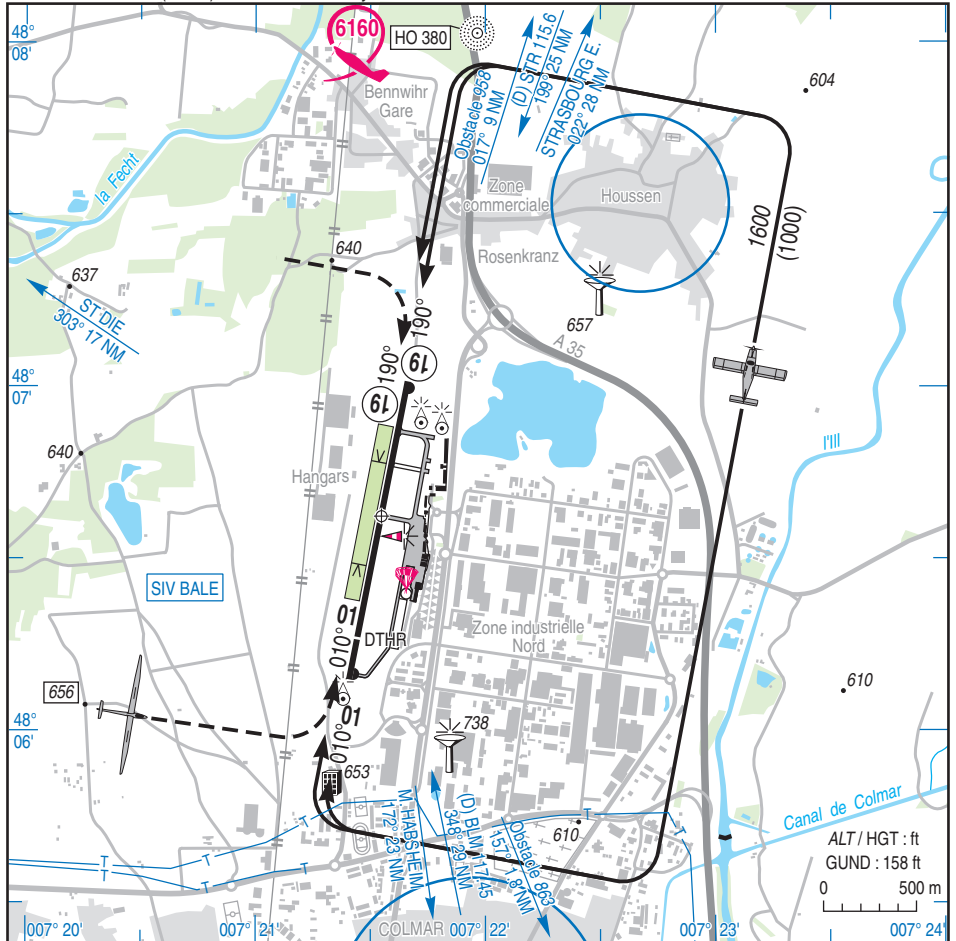 48°
08'
6160
HO 380
Bennwihr
Gare
Obstacle 958
017° 9 NM
(D) STR 115.6
199° 25 NM
STRASBOURG E.
022° 28 NM
604
la Fecht
Zone
commerciale
Houssen
1600
(1000)
640
Rosenkranz
637
ST DIE
303° 17 NM
190°
190°
657
A 35
19
19
48°
07'
640
Hangars
l'Ill
SIV BALE
01
010°
DTHR
Zone industrielle
Nord
656
01
010°
610
48°
06'
738
653
(D) BLM 117.45
348° 29 NM
M. HABSHEIM
172° 23 NM
Obstacle 863
157° 1.8 NM
610
Canal de Colmar
T
T
T
T
T
T
ALT / HGT : ft
GUND : 158 ft
0 500 m
COLMAR
007° 20'
007° 21'
007° 22'
007° 23'
007° 24'